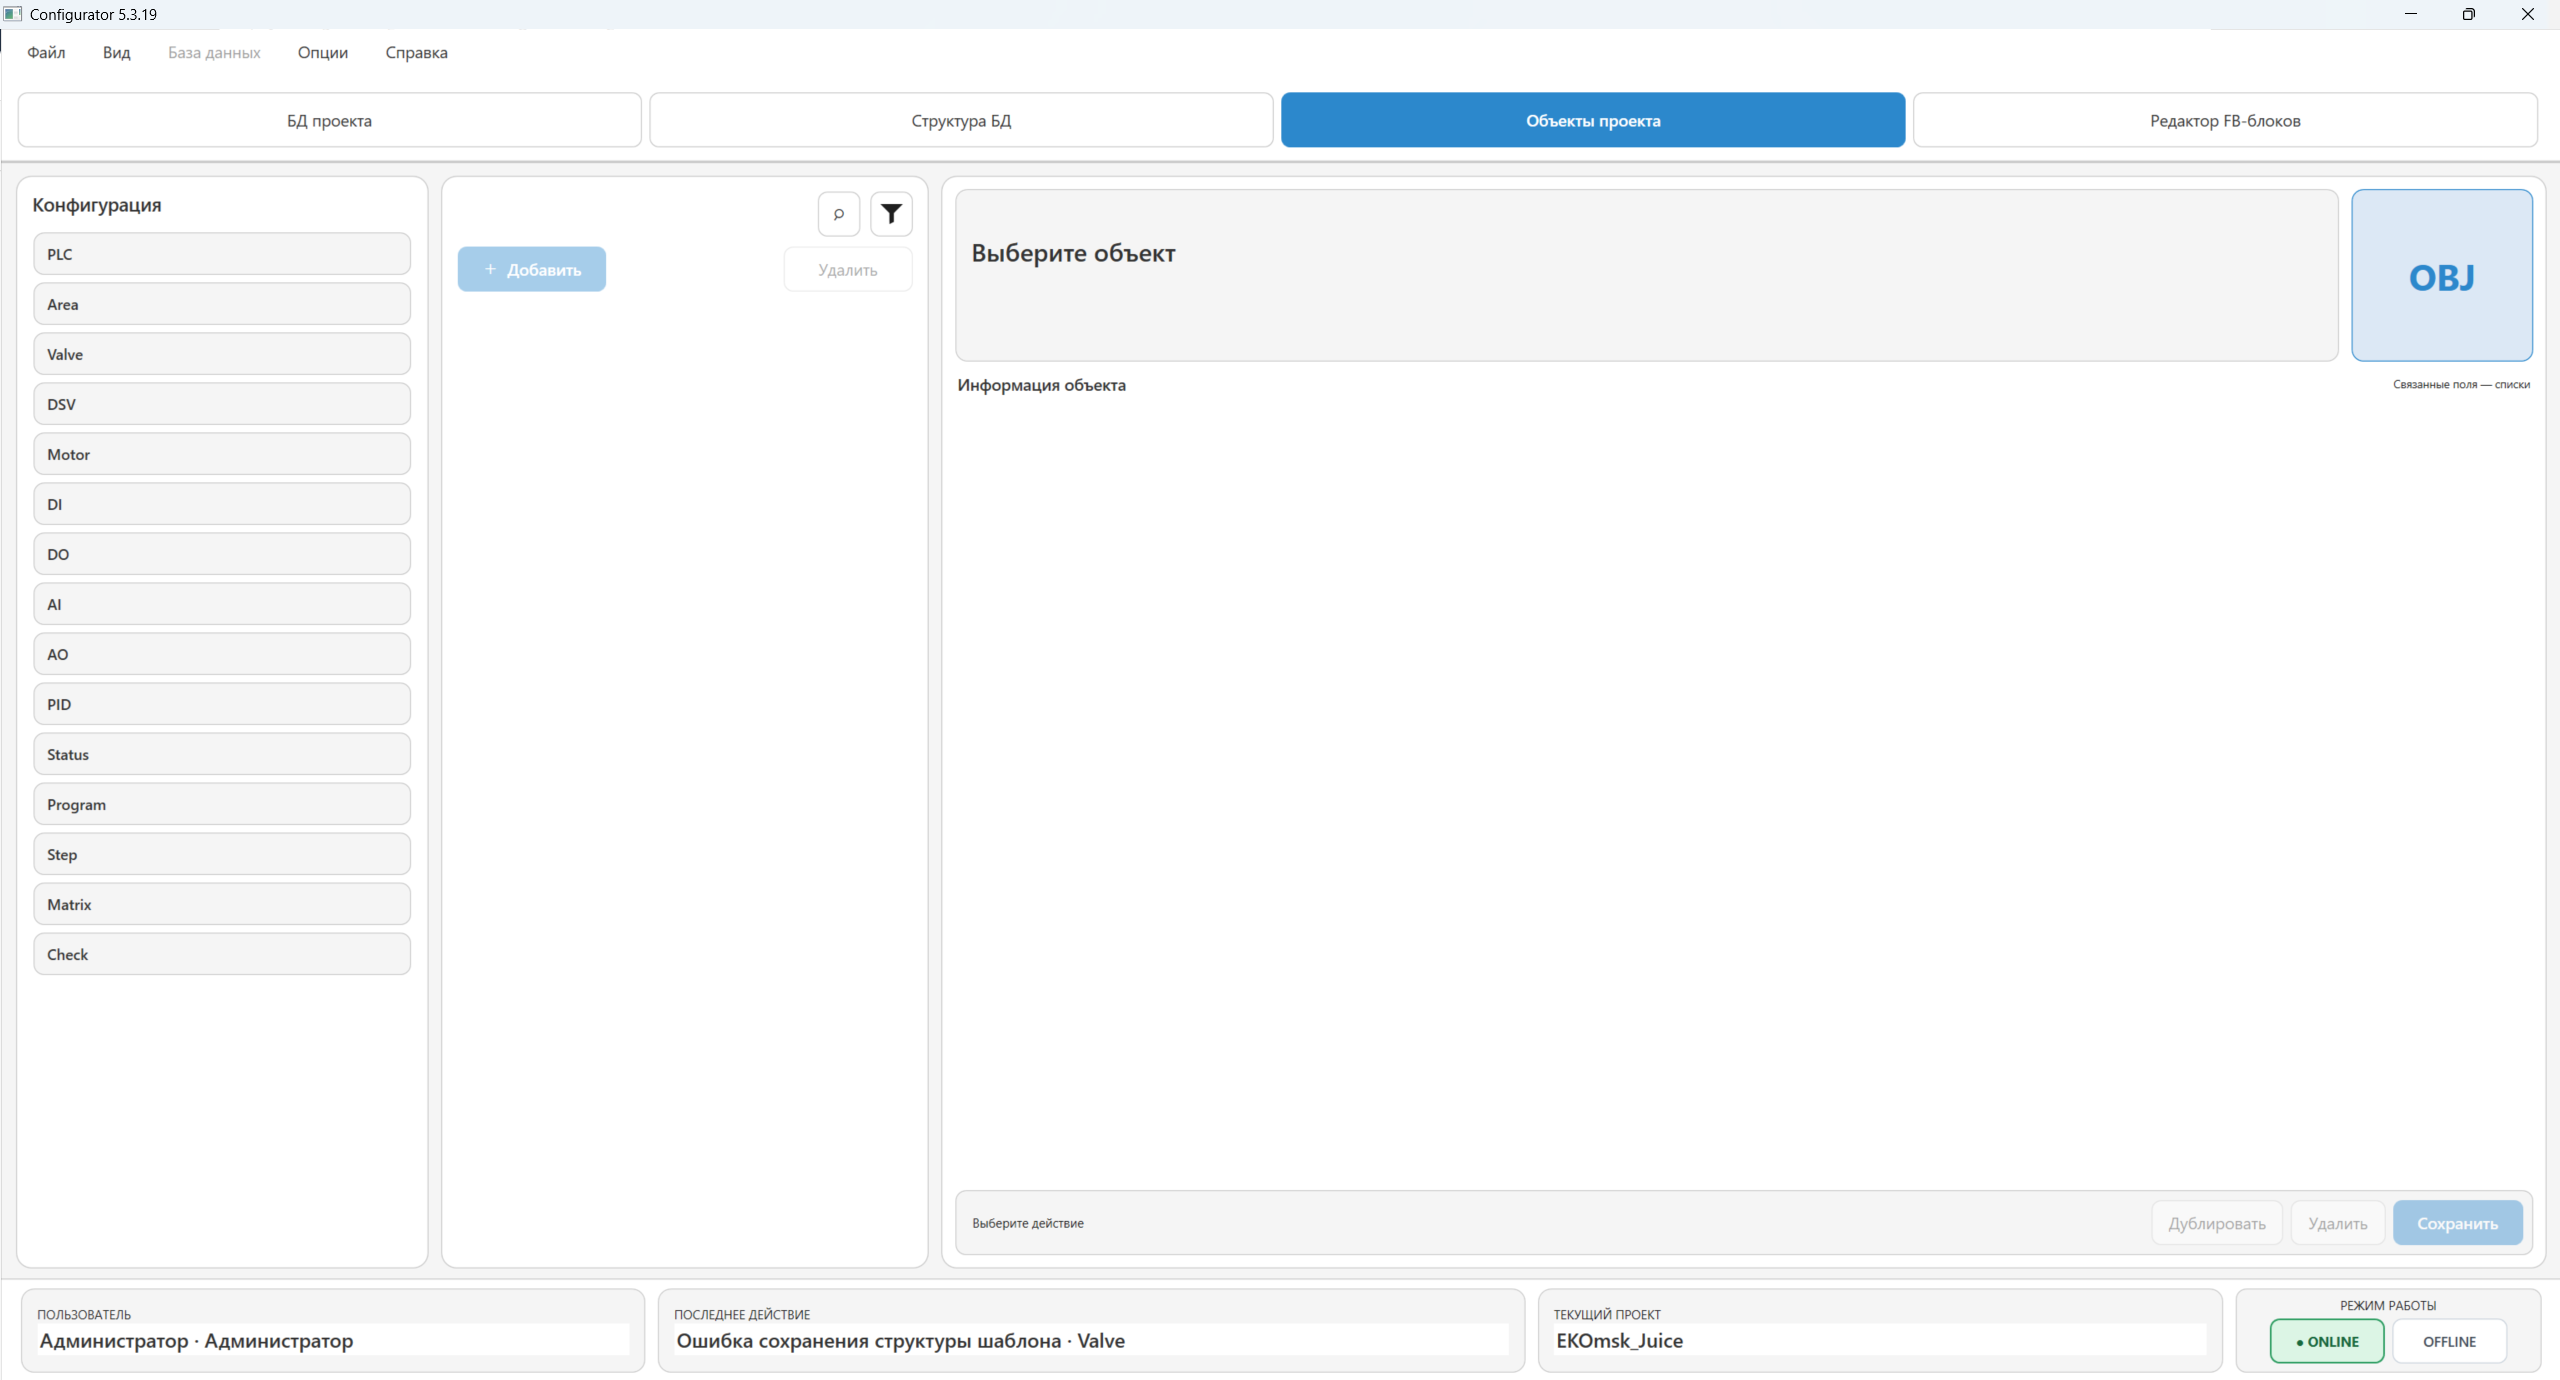 Configurator 5.3.19
Файл Вид База данных Опции Справка
БД проекта Структура БД Объекты проекта Редактор FB-блоков
Конфигурация
PLC
Area
Valve
DSV
Motor
DI
DO
AI
AO
PID
Status
Program
Step
Matrix
Check
+ Добавить Удалить
Выберите объект
OBJ
Информация объекта Связанные поля — списки
Выберите действие Дублировать Удалить Сохранить
ПОЛЬЗОВАТЕЛЬ
Администратор · Администратор
ПОСЛЕДНЕЕ ДЕЙСТВИЕ
Ошибка сохранения структуры шаблона · Valve
ТЕКУЩИЙ ПРОЕКТ
EKOmsk_Juice
РЕЖИМ РАБОТЫ
• ONLINE OFFLINE